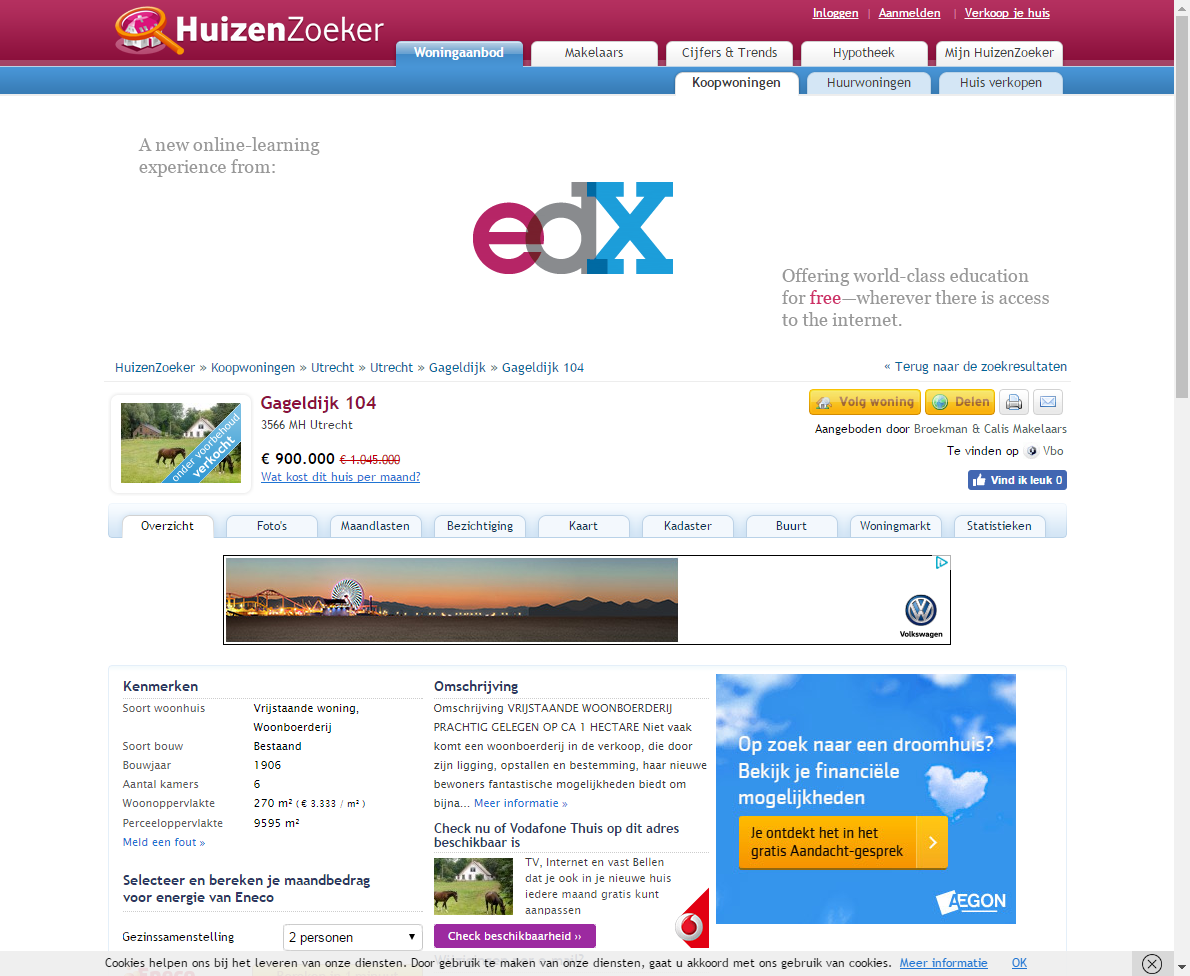 HuizenZoeker
Inloggen | Aanmelden | Verkoop je huis
Woningaanbod
Makelaars
Cijfers & Trends
Hypotheek
Mijn HuizenZoeker
Koopwoningen
Huurwoningen
Huis verkopen
A new online-learning
experience from:
edX
Offering world-class education
for free—wherever there is access
to the internet.
HuizenZoeker » Koopwoningen » Utrecht » Utrecht » Gageldijk » Gageldijk 104
« Terug naar de zoekresultaten
onder voorbehoud
verkocht
Gageldijk 104
3566 MH Utrecht
€ 900.000 € 1.045.000
Wat kost dit huis per maand?
Volg woning
Delen
Aangeboden door Broekman & Calis Makelaars
Te vinden op Vbo
Vind ik leuk 0
Overzicht
Foto's
Maandlasten
Bezichtiging
Kaart
Kadaster
Buurt
Woningmarkt
Statistieken
Volkswagen
Kenmerken
Soort woonhuis Vrijstaande woning,
Woonboerderij
Soort bouw Bestaand
Bouwjaar 1906
Aantal kamers 6
Woonoppervlakte 270 m² ( € 3.333 / m² )
Perceeloppervlakte 9595 m²
Meld een fout »
Selecteer en bereken je maandbedrag
voor energie van Eneco
Gezinssamenstelling 2 personen
Omschrijving
Omschrijving VRIJSTAANDE WOONBOERDERIJ
PRACHTIG GELEGEN OP CA 1 HECTARE Niet vaak
komt een woonboerderij in de verkoop, die door
zijn ligging, opstallen en bestemming, haar nieuwe
bewoners fantastische mogelijkheden biedt om
bijna... Meer informatie »
Check nu of Vodafone Thuis op dit adres
beschikbaar is
TV, Internet en vast Bellen
dat je ook in je nieuwe huis
iedere maand gratis kunt
aanpassen
Check beschikbaarheid ››
Op zoek naar een droomhuis?
Bekijk je financiële
mogelijkheden
Je ontdekt het in het
gratis Aandacht-gesprek
AEGON
Cookies helpen ons bij het leveren van onze diensten. Door gebruik te maken van onze diensten, gaat u akkoord met ons gebruik van cookies. Meer informatie OK